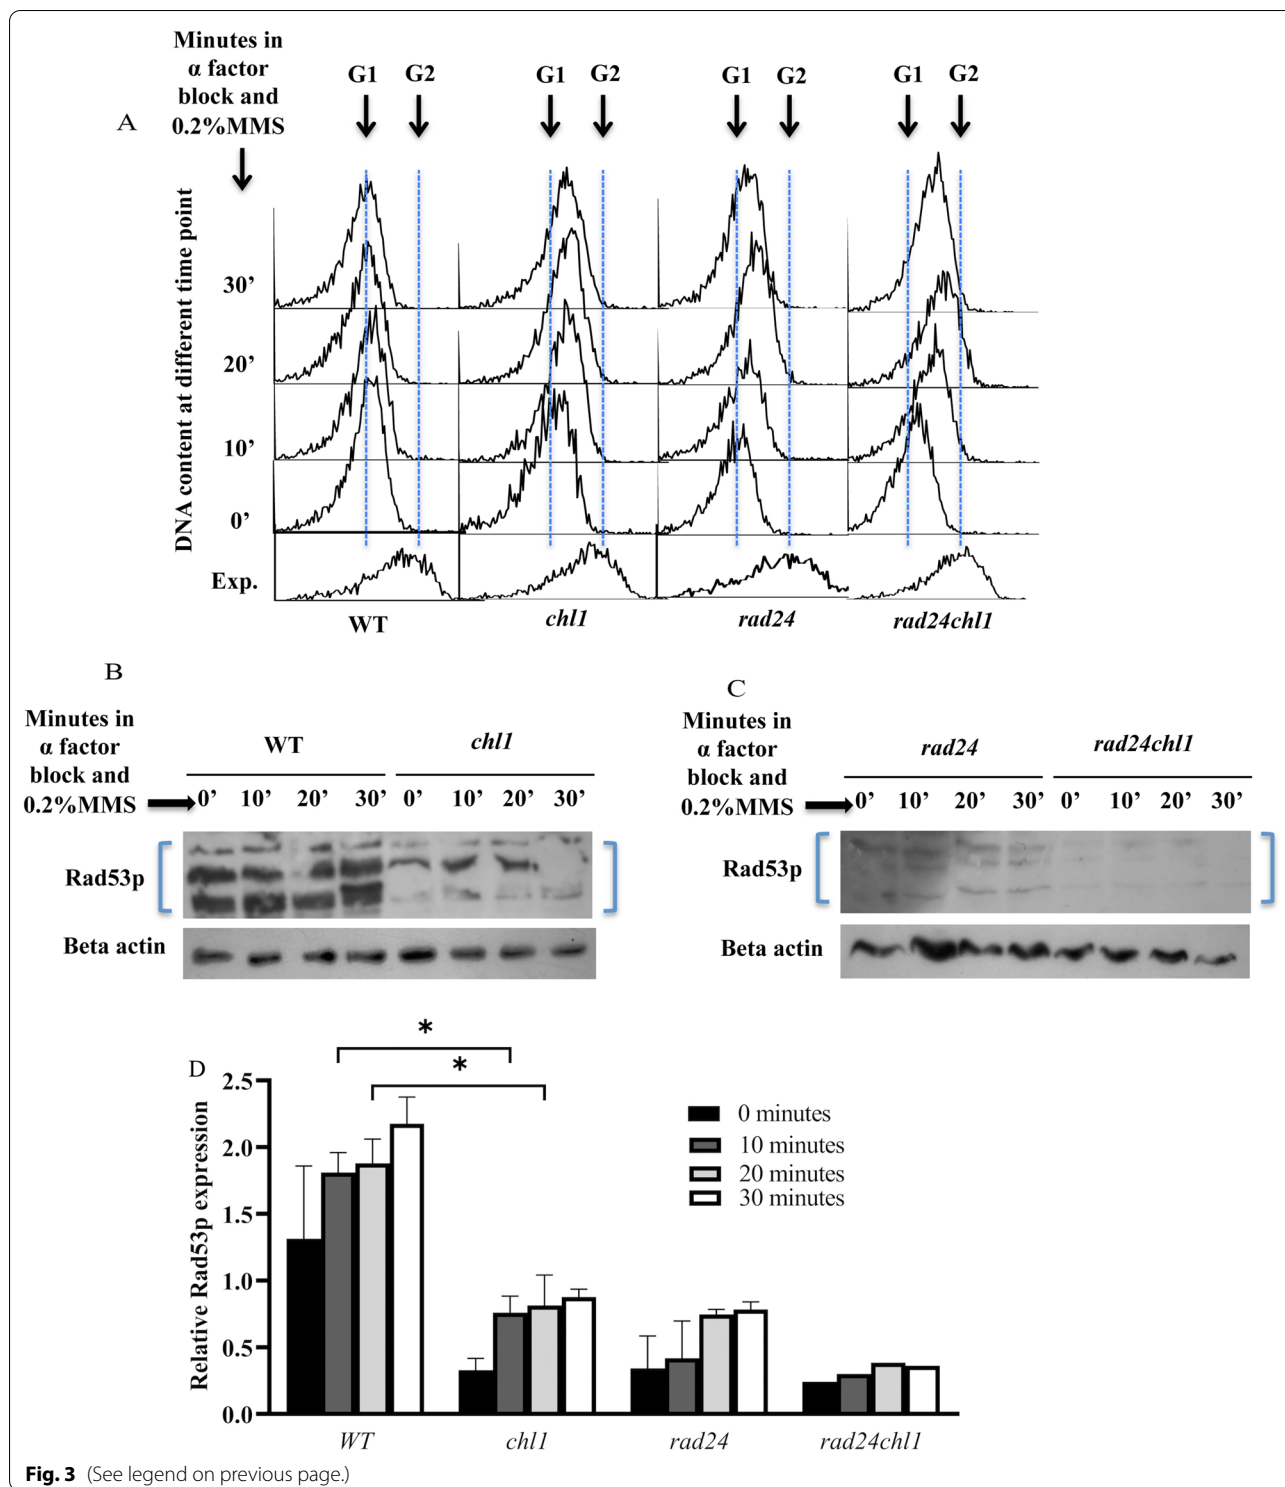 Minutes in
α factor
block and
0.2%MMS
A
G1 G2 G1 G2 G1 G2 G1 G2
DNA content at different time point
30’
20’
10’
0’
Exp.
WT chl1 rad24 rad24chl1
B
Minutes in
α factor
block and
0.2%MMS
WT chl1
0’ 10’ 20’ 30’ 0’ 10’ 20’ 30’
Rad53p
Beta actin
C
Minutes in
α factor
block and
0.2%MMS
rad24 rad24chl1
0’ 10’ 20’ 30’ 0’ 10’ 20’ 30’
Rad53p
Beta actin
D
* *
Relative Rad53p expression
2.5
2.0
1.5
1.0
0.5
0.0
0 minutes
10 minutes
20 minutes
30 minutes
WT chl1 rad24 rad24chl1
Fig. 3 (See legend on previous page.)